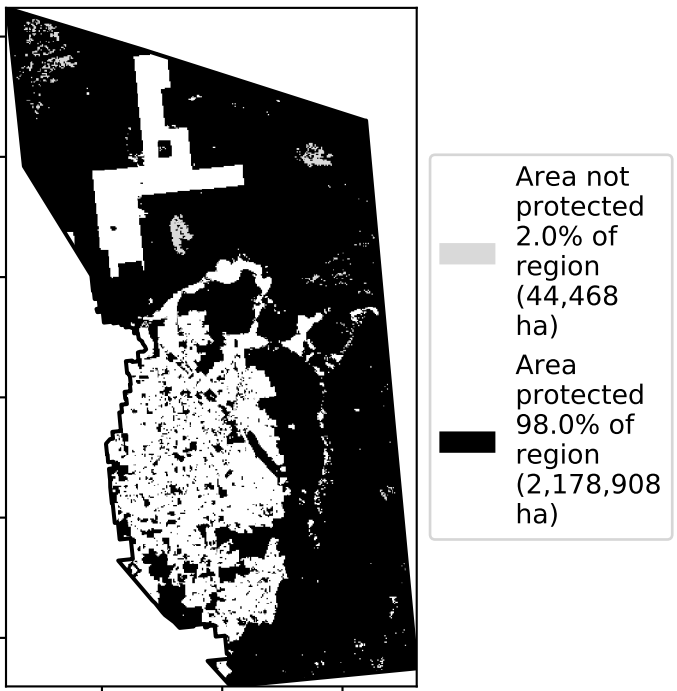 Area not
protected
2.0% of
region
(44,468
ha)
Area
protected
98.0% of
region
(2,178,908
ha)